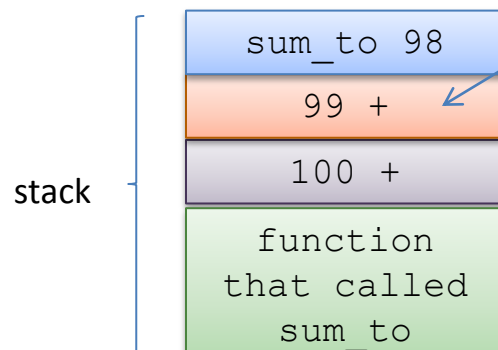 sum_to 98
99 +
100 +
stack
function
that called
sum_to